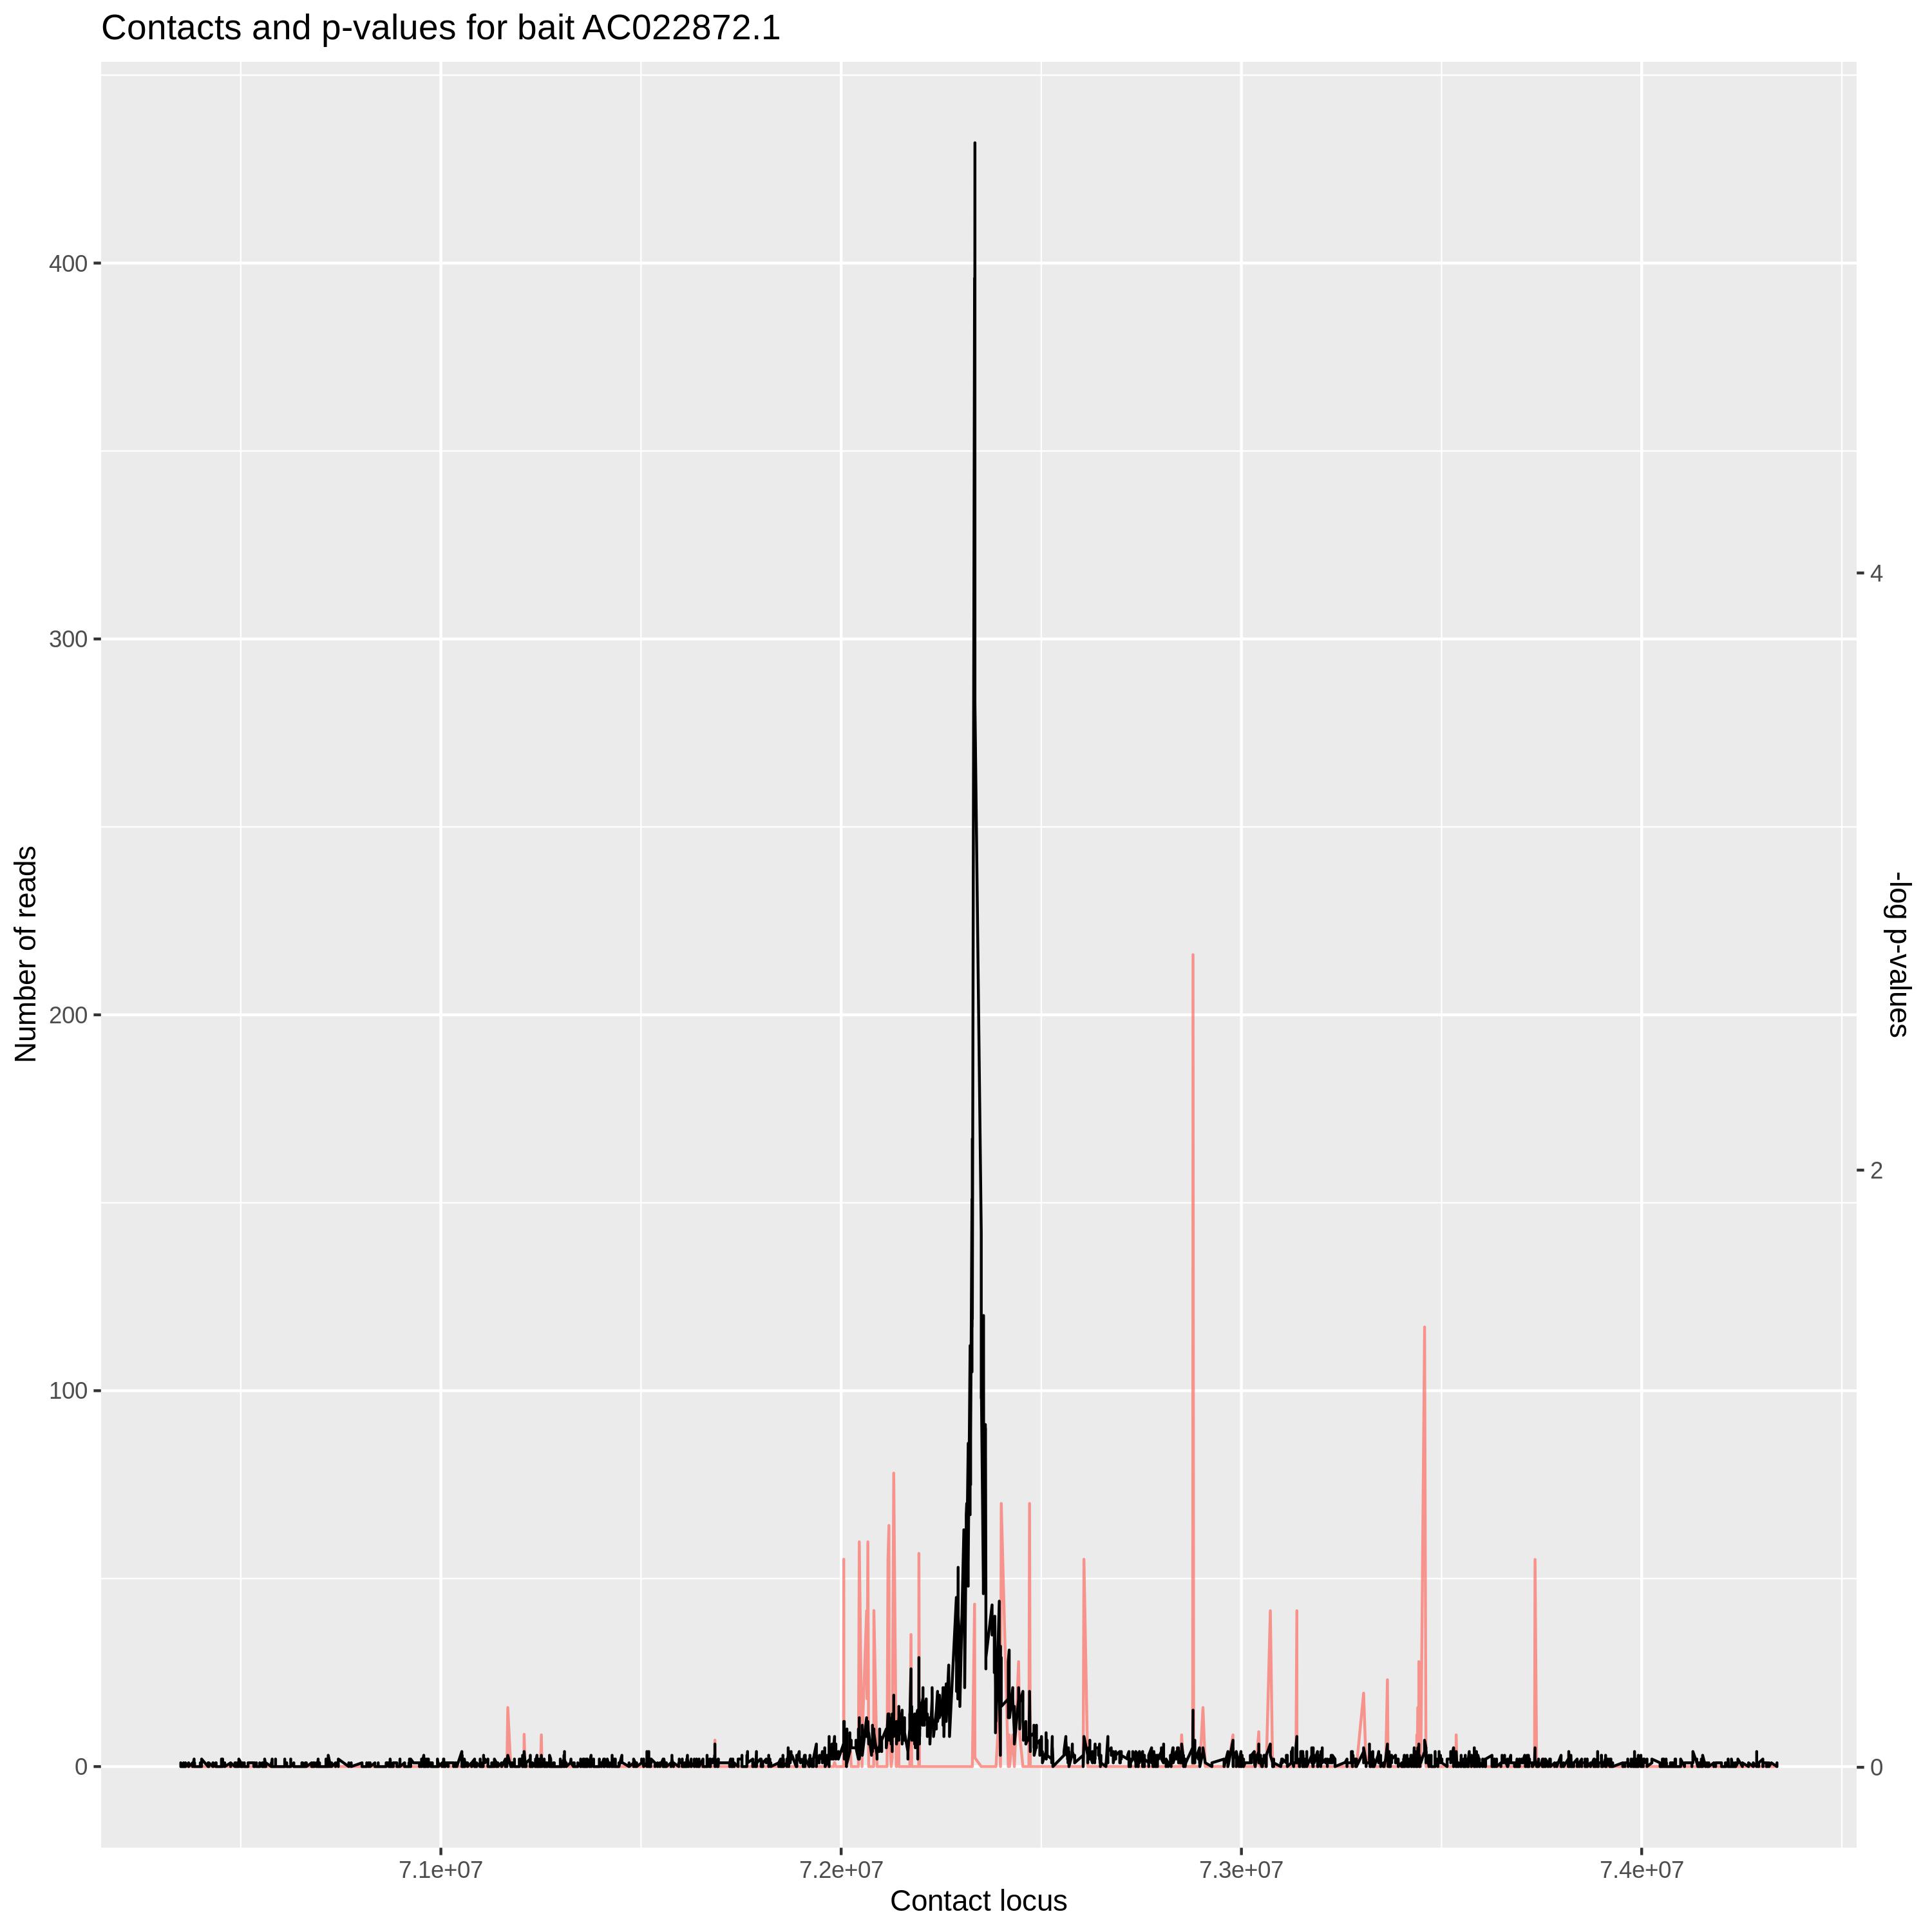 Contacts and p-values for bait AC022872.1
400
300
200
100
0
Number of reads
4
2
0
-log p-values
7.1e+07
7.2e+07
7.3e+07
7.4e+07
Contact locus